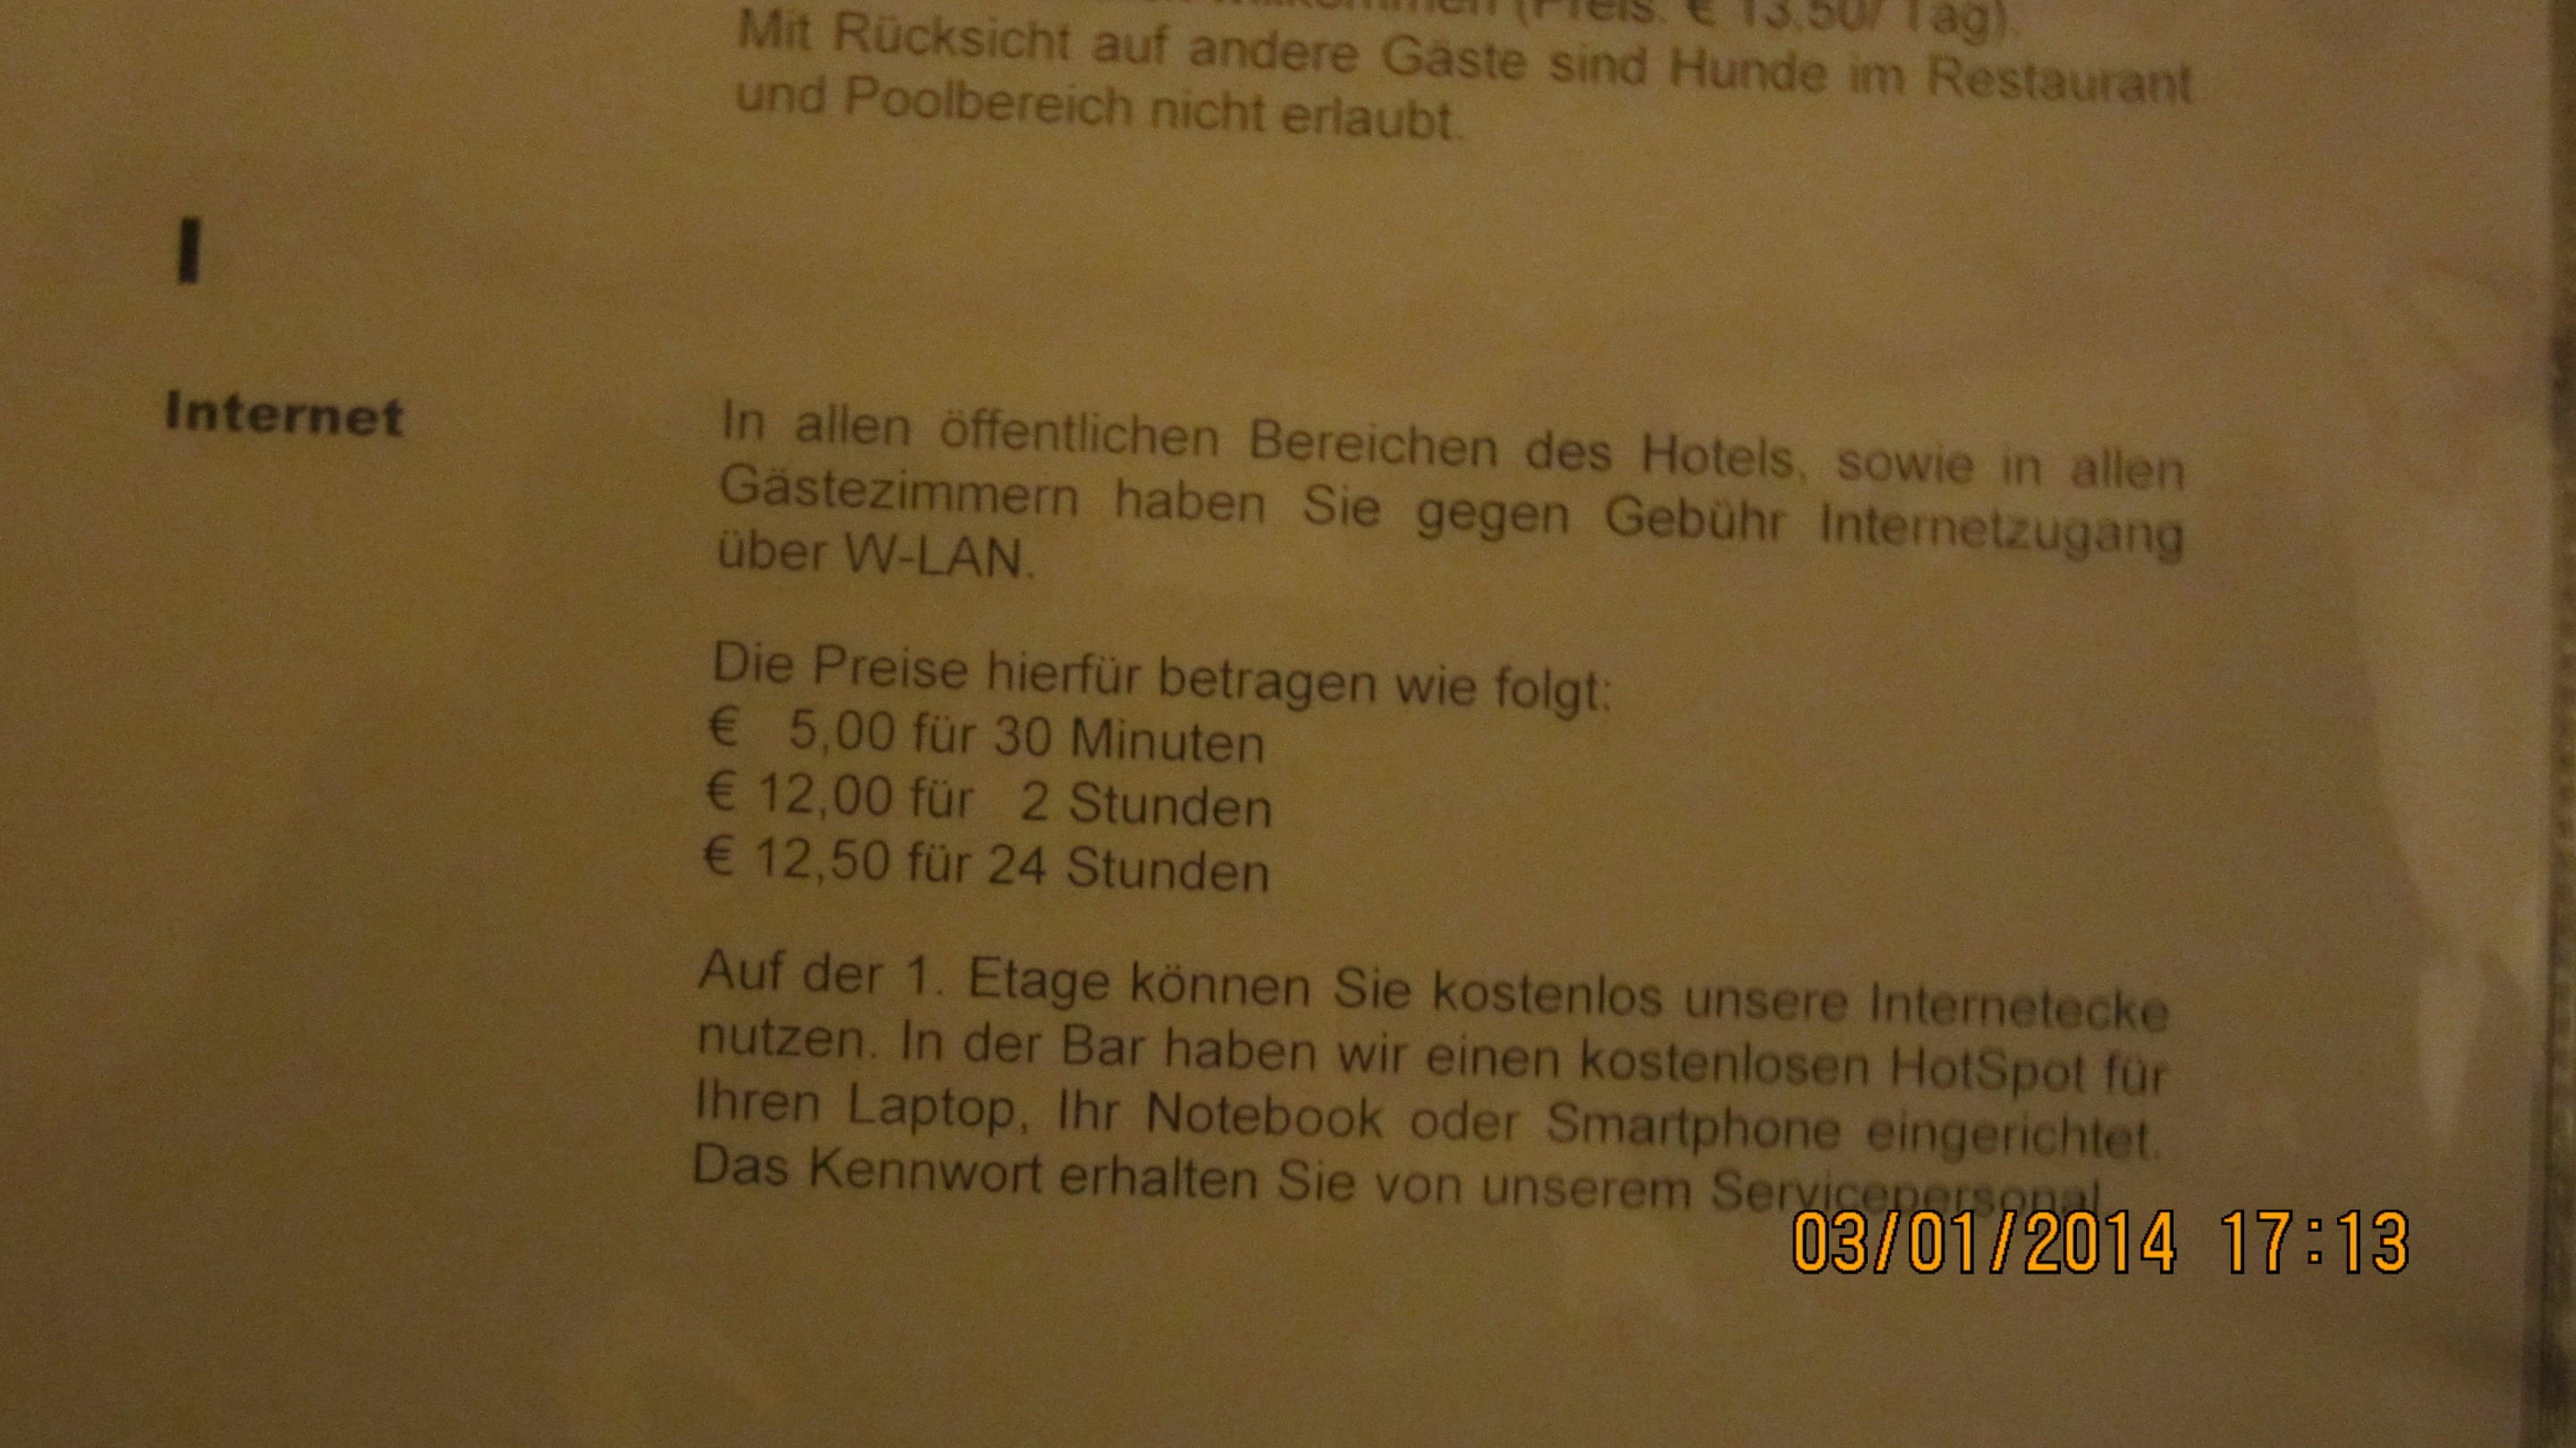 (Preis: € 13,50/ Tag).
Mit Rücksicht auf andere Gäste sind Hunde im Restaurant
und Poolbereich nicht erlaubt.
I
Internet
In allen öffentlichen Bereichen des Hotels, sowie in allen
Gästezimmern haben Sie gegen Gebühr Internetzugang
über W-LAN.
Die Preise hierfür betragen wie folgt:
€ 5,00 für 30 Minuten
€ 12,00 für 2 Stunden
€ 12,50 für 24 Stunden
Auf der 1. Etage können Sie kostenlos unsere Internetecke
nutzen. In der Bar haben wir einen kostenlosen HotSpot für
Ihren Laptop, Ihr Notebook oder Smartphone eingerichtet.
Das Kennwort erhalten Sie von unserem Servicepersonal
03/01/2014 17:13